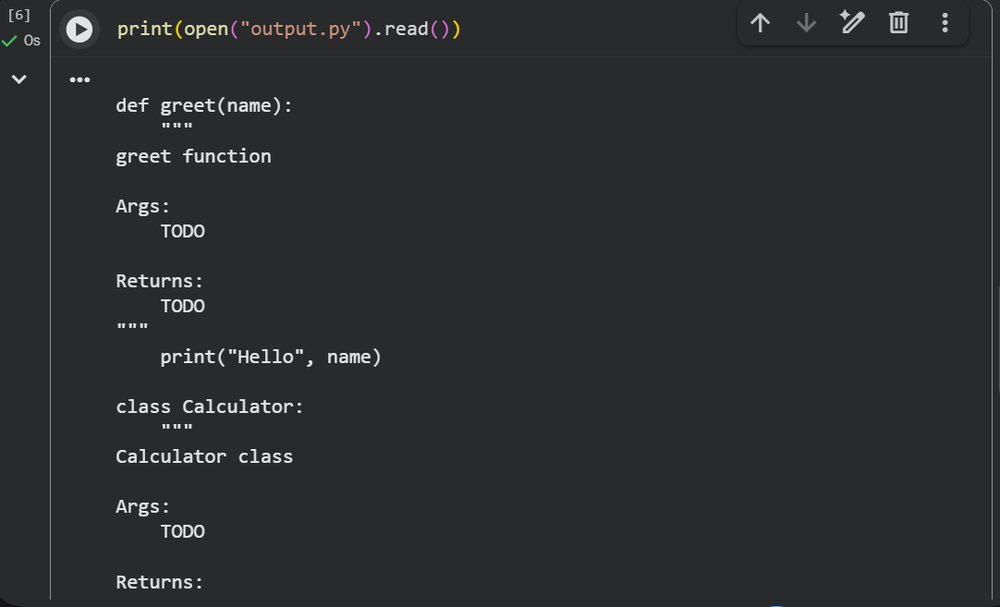 [6]
0s
print(open("output.py").read())
def greet(name):
    """
greet function

Args:
    TODO

Returns:
    TODO
"""
    print("Hello", name)

class Calculator:
    """
Calculator class

Args:
    TODO

Returns: